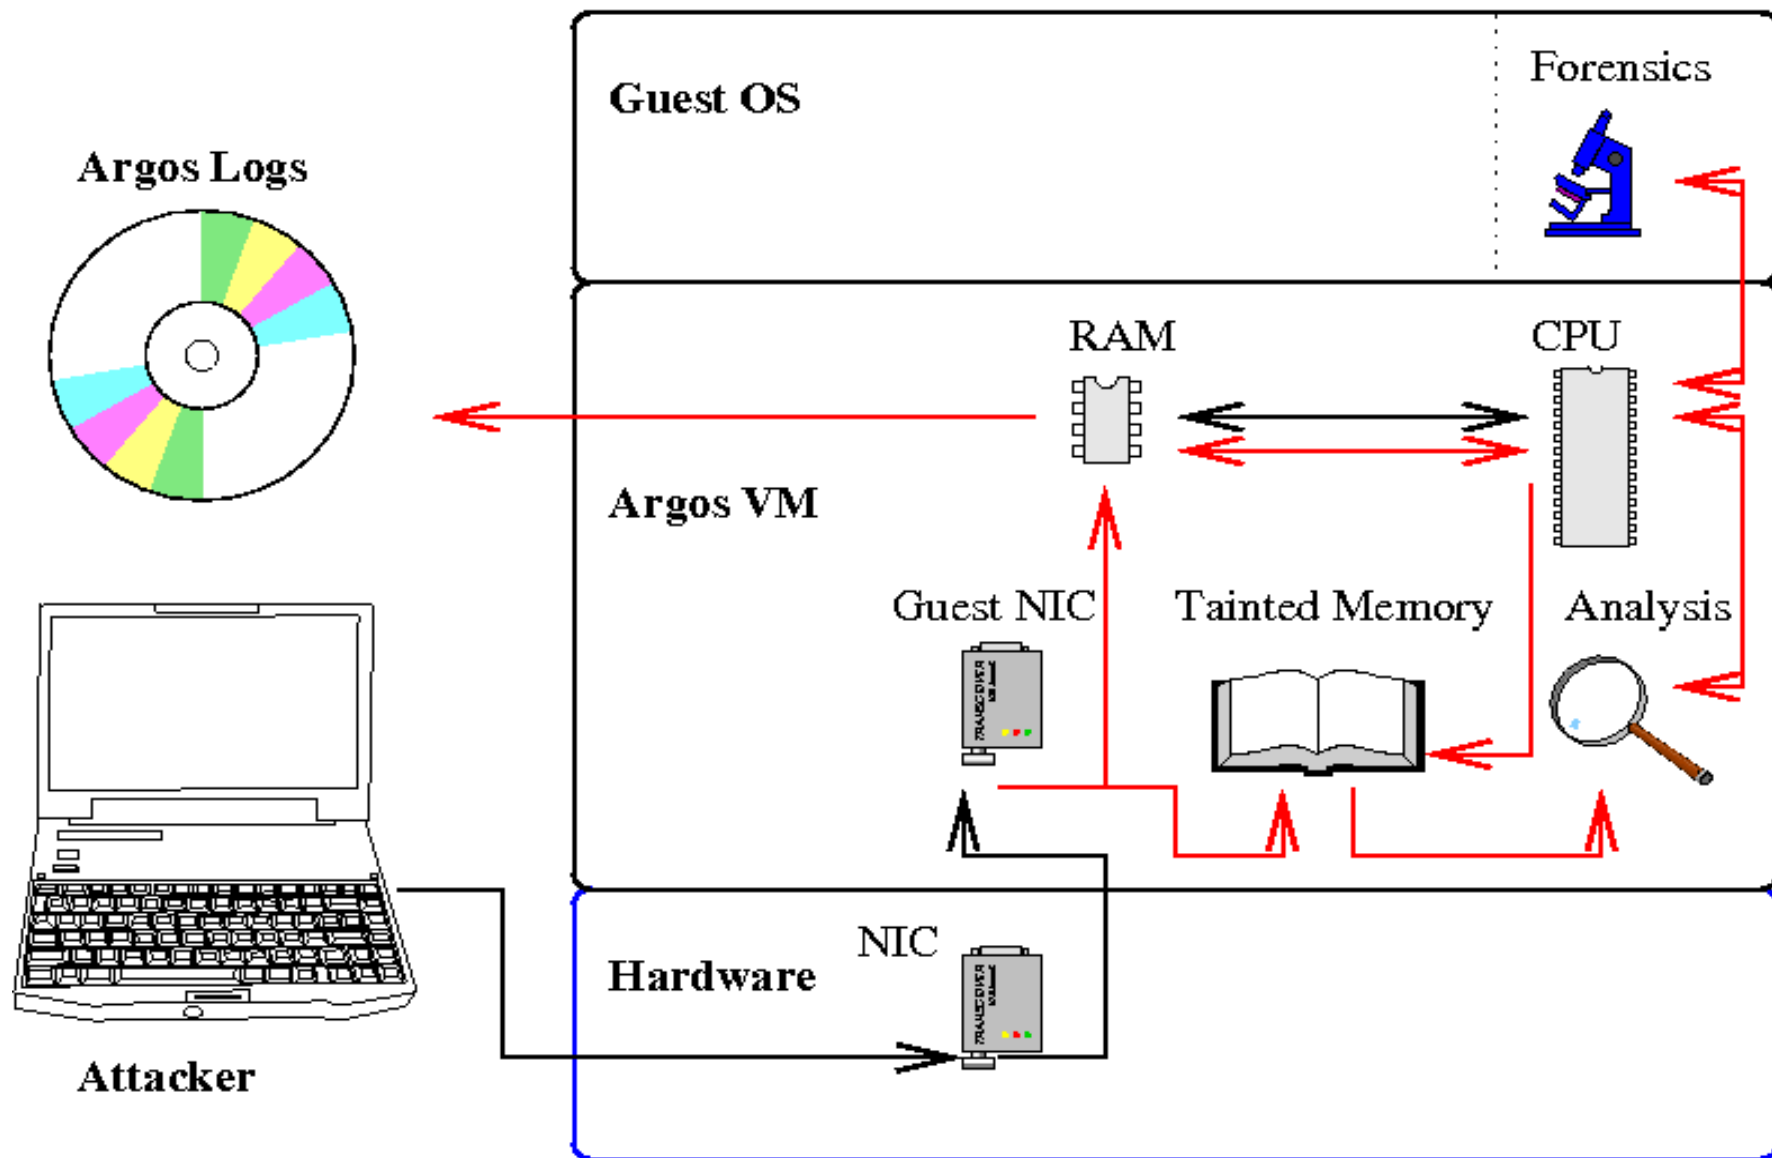 Forensics
Guest OS
Argos Logs
RAM
CPU
Argos VM
Guest NIC
Tainted Memory
Analysis
NIC
Hardware
Attacker